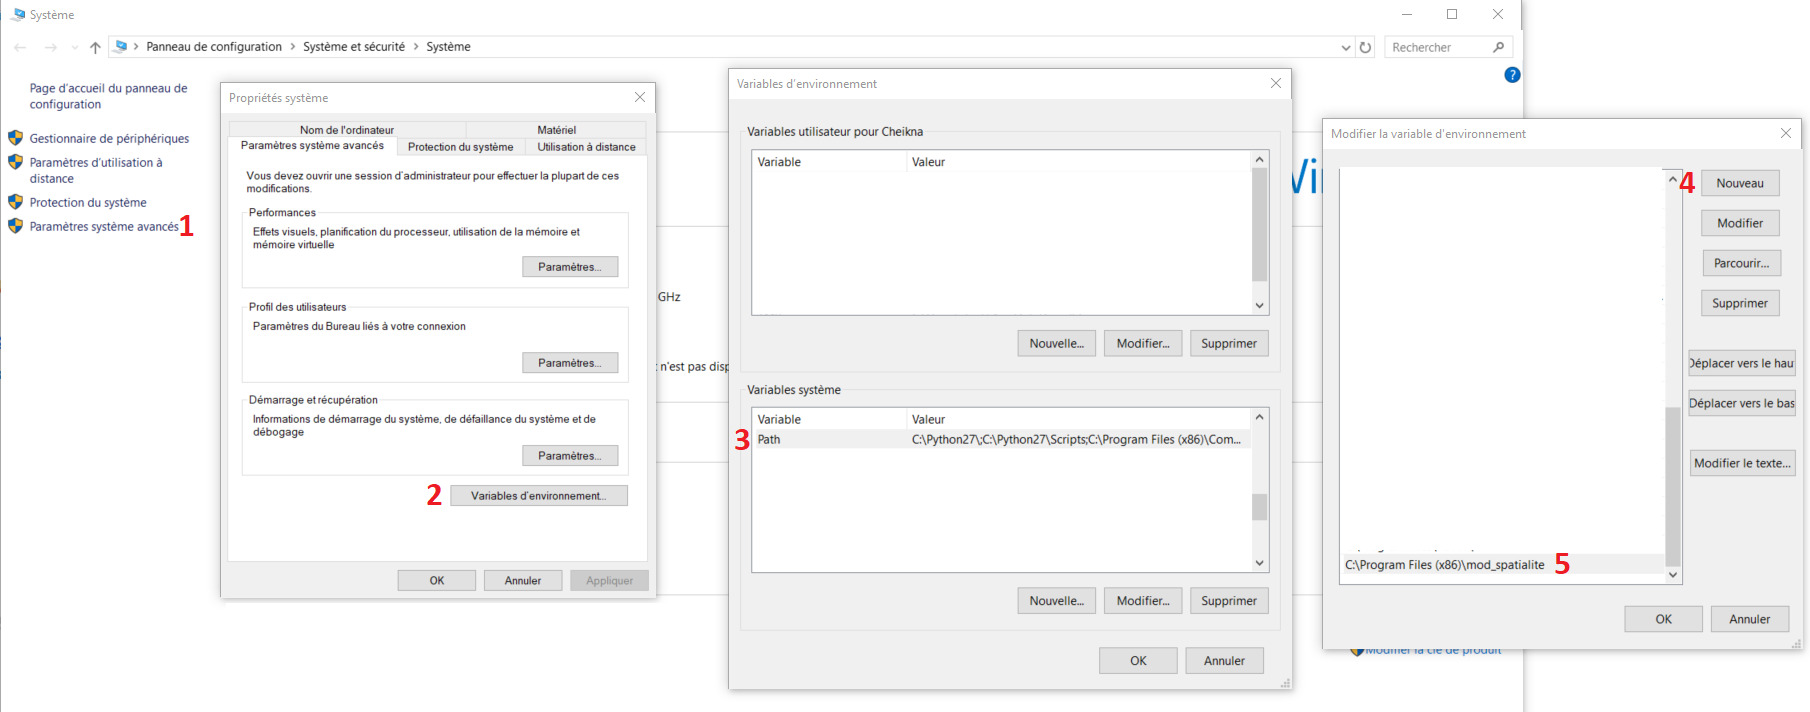 Système
Panneau de configuration
Système et sécurité
Système
Rechercher
?
Page d'accueil du panneau de
configuration
Gestionnaire de périphériques
Paramètres d'utilisation à
distance
Protection du système
Paramètres système avancés
1
Propriétés système
Nom de l'ordinateur
Matériel
Paramètres système avancés
Protection du système
Utilisation à distance
Vous devez ouvrir une session d'administrateur pour effectuer la plupart de ces
modifications.
Performances
Effets visuels, planification du processeur, utilisation de la mémoire et
mémoire virtuelle
Paramètres...
Profil des utilisateurs
Paramètres du Bureau liés à votre connexion
Paramètres...
Démarrage et récupération
Informations de démarrage du système, de défaillance du système et de
débogage
Paramètres...
2
Variables d'environnement...
OK
Annuler
Appliquer
GHz
n'est pas disp
Variables d'environnement
Variables utilisateur pour Cheikna
Variable
Valeur
Nouvelle...
Modifier...
Supprimer
Variables système
Variable
Valeur
3
Path
C:\Python27\;C:\Python27\Scripts;C:\Program Files (x86)\Com...
Nouvelle...
Modifier...
Supprimer
OK
Annuler
Modifier la variable d'environnement
4
Nouveau
Modifier
Parcourir...
Supprimer
Déplacer vers le hau
Déplacer vers le bas
Modifier le texte...
C:\Program Files (x86)\mod_spatialite
5
OK
Annuler
Modifier la clé de produit